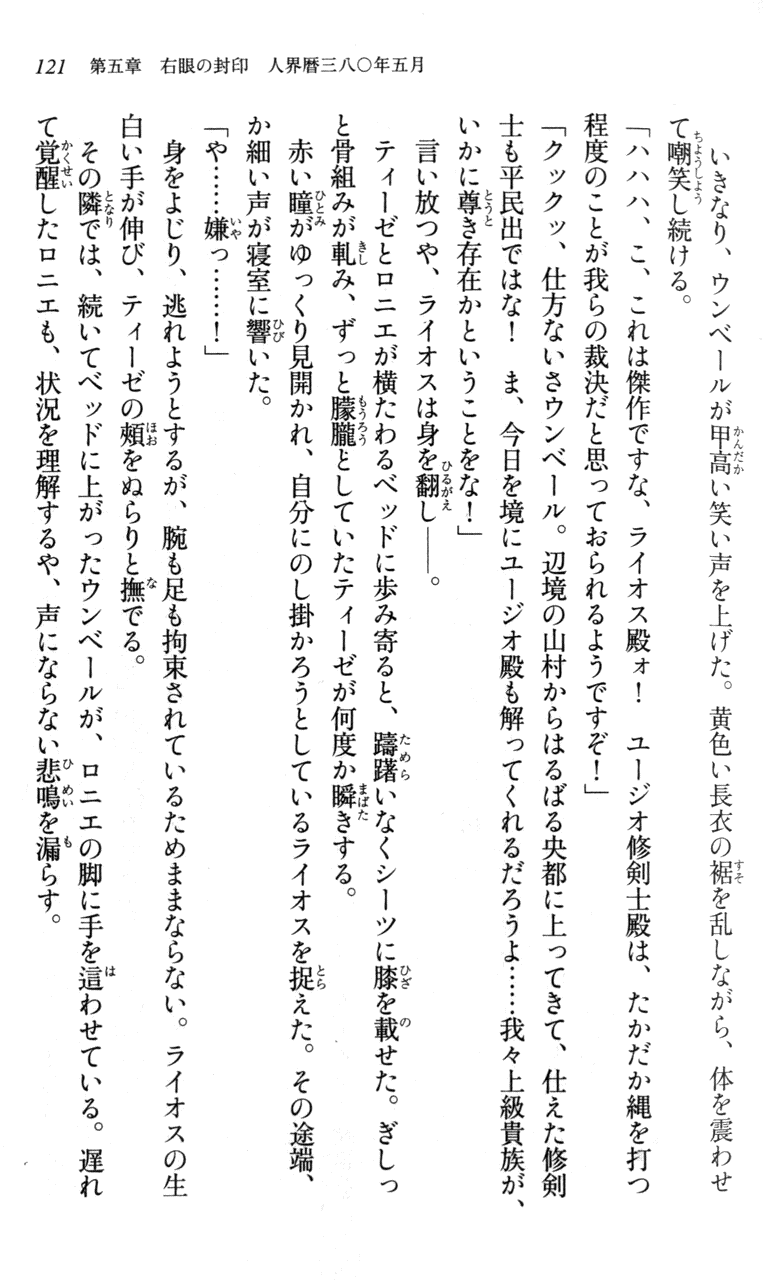 121 第五章　右眼の封印　人界暦三八〇年五月
いきなり、ウンベールが甲高い笑い声を上げた。黄色い長衣の裾を乱しながら、体を震わせ
て嘲笑し続ける。
「ハハハ、こ、これは傑作ですな、ライオス殿ォ！　ユージオ修剣士殿は、たかだか縄を打つ
程度のことが我らの裁決だと思っておられるようですぞ！」
「クックッ、仕方ないさウンベール。辺境の山村からはるばる央都に上ってきて、仕えた修剣
士も平民出ではな！　ま、今日を境にユージオ殿も解ってくれるだろうよ……我々上級貴族が、
いかに尊き存在かということをな！」
言い放つや、ライオスは身を翻し――。
ティーゼとロニエが横たわるベッドに歩み寄ると、躊躇いなくシーツに膝を載せた。ぎしっ
と骨組みが軋み、ずっと朦朧としていたティーゼが何度か瞬きする。
赤い瞳がゆっくり見開かれ、自分にのし掛かろうとしているライオスを捉えた。その途端、
か細い声が寝室に響いた。
「や……嫌っ………！」
身をよじり、逃れようとするが、腕も足も拘束されているためままならない。ライオスの生
白い手が伸び、ティーゼの頰をぬらりと撫でる。
その隣では、続いてベッドに上がったウンベールが、ロニエの脚に手を這わせている。遅れ
て覚醒したロニエも、状況を理解するや、声にならない悲鳴を漏らす。